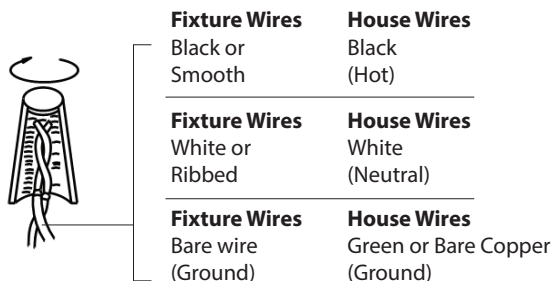 Fixture Wires House Wires
Black or Black
Smooth (Hot)
Fixture Wires House Wires
White or White
Ribbed (Neutral)
Fixture Wires House Wires
Bare wire Green or Bare Copper
(Ground) (Ground)